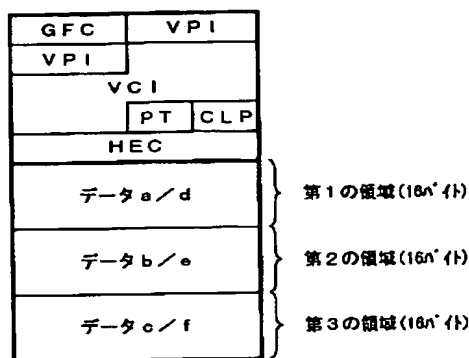 GFC VPI
VPI
VCI
PT CLP
HEC
データa/d 第1の領域(16バイト)
データb/e 第2の領域(16バイト)
データc/f 第3の領域(16バイト)